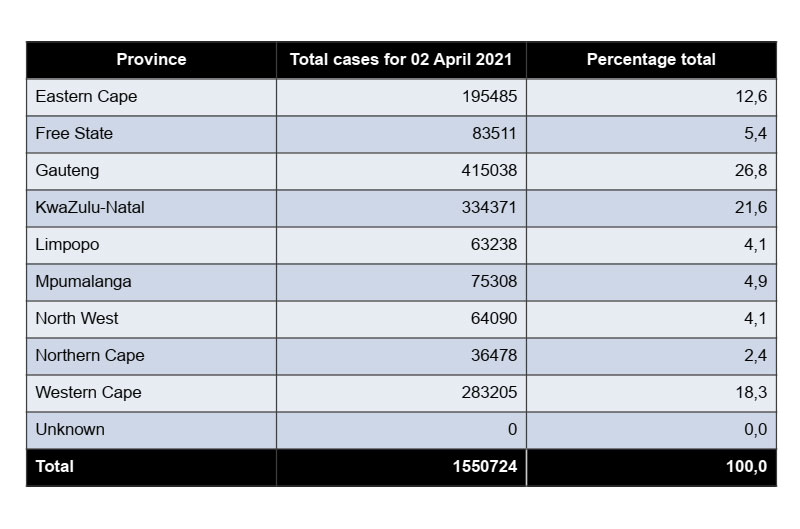 Province Total cases for 02 April 2021 Percentage total
Eastern Cape 195485 12,6
Free State 83511 5,4
Gauteng 415038 26,8
KwaZulu-Natal 334371 21,6
Limpopo 63238 4,1
Mpumalanga 75308 4,9
North West 64090 4,1
Northern Cape 36478 2,4
Western Cape 283205 18,3
Unknown 0 0,0
Total 1550724 100,0